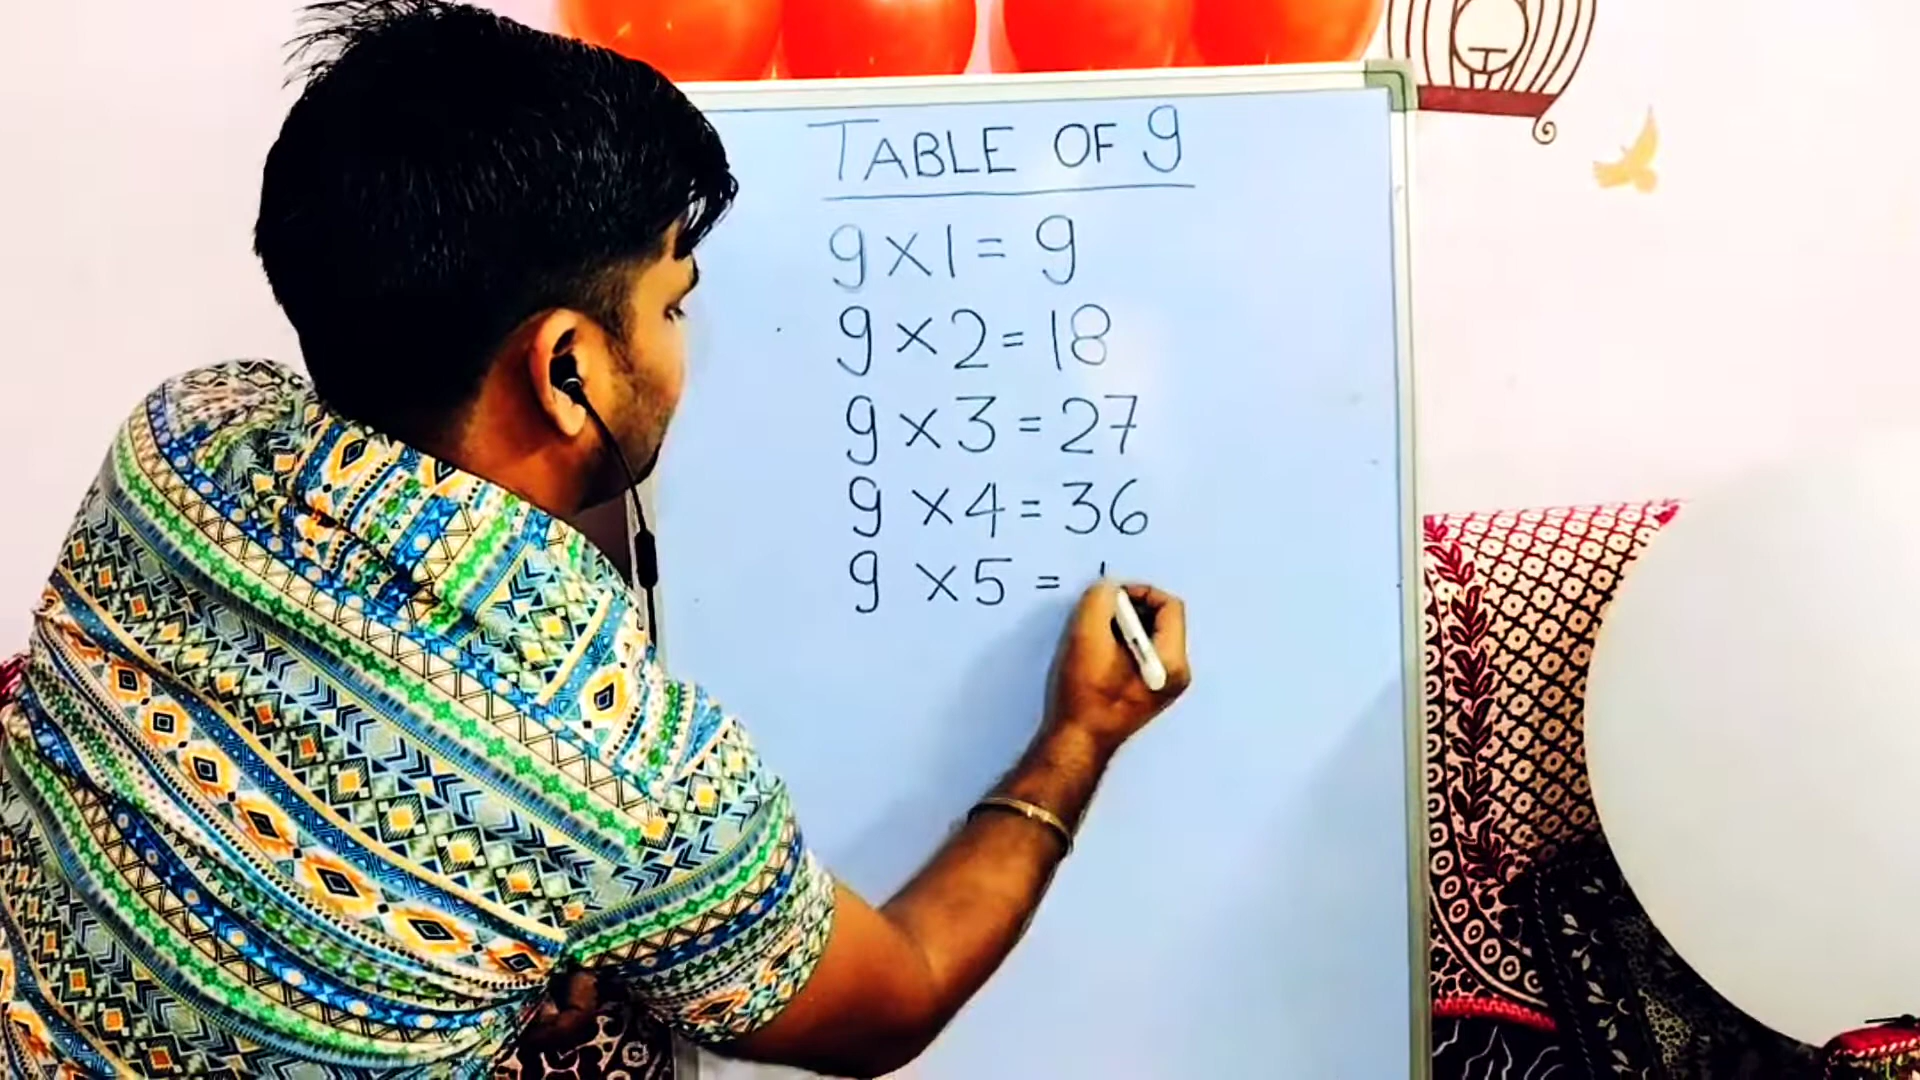 TABLE OF 9
9 x 1 = 9
9 x 2 = 18
9 x 3 = 27
9 x 4 = 36
9 x 5 =